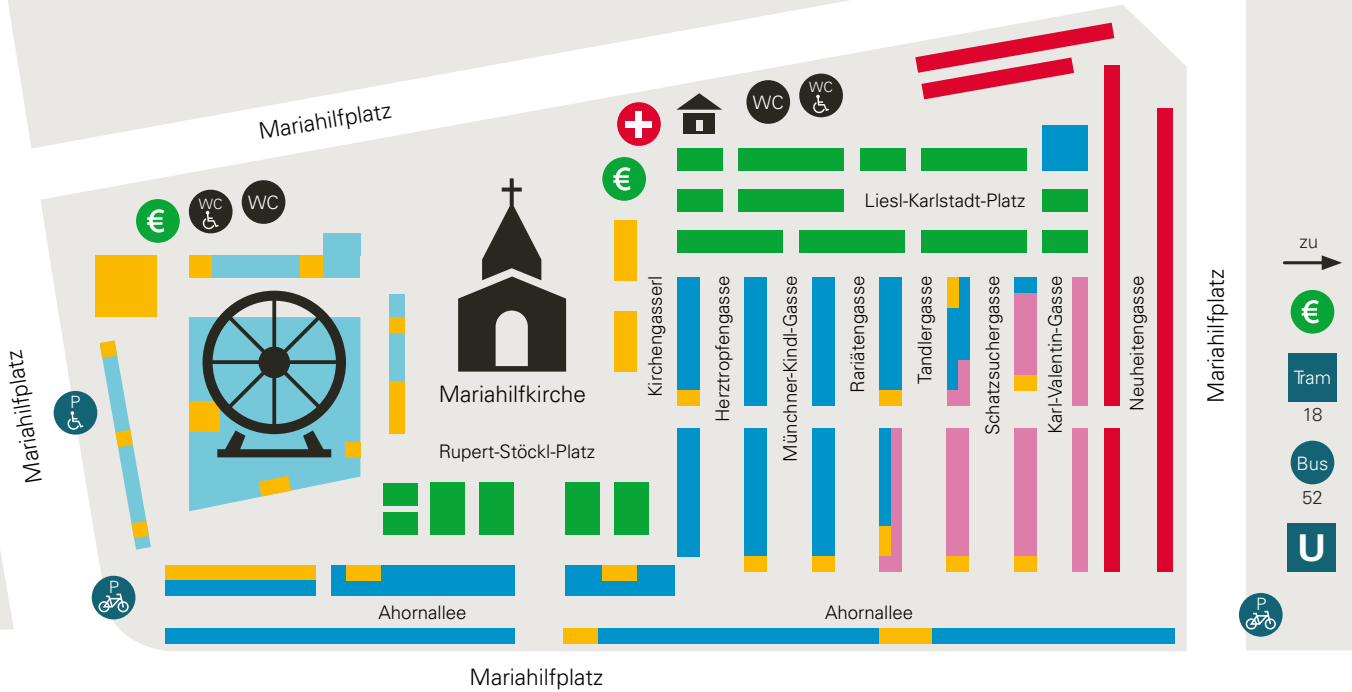 Mariahilfplatz
WC
WC
WC
WC
€
€
Liesl-Karlstadt-Platz
zu
€
Tram
18
Bus
52
U
P
Mariahilfplatz
P
Mariahilfplatz
Mariahilfkirche
Rupert-Stöckl-Platz
Kirchengasserl
Herztropfengasse
Münchner-Kindl-Gasse
Rariätengasse
Tandlergasse
Schatzsuchergasse
Karl-Valentin-Gasse
Neuheitengasse
Mariahilfplatz
P
Ahornallee
Ahornallee
Mariahilfplatz